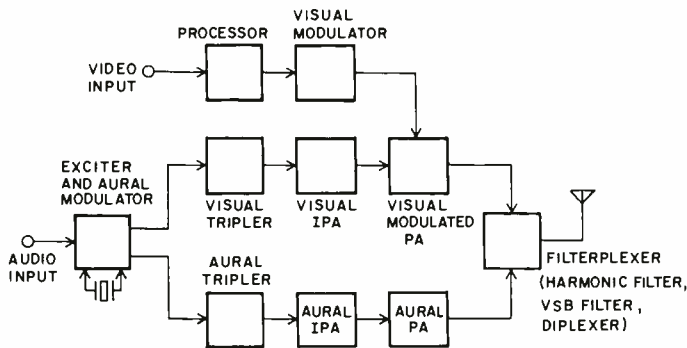 PROCESSOR
VISUAL
MODULATOR
VIDEO
INPUT
EXCITER
AND AURAL
MODULATOR
VISUAL
TRIPLER
VISUAL
IPA
VISUAL
MODULATED
PA
AUDIO
INPUT
AURAL
TRIPLER
AURAL
IPA
AURAL
PA
FILTERPLEXER
(HARMONIC FILTER,
VSB FILTER,
DIPLEXER)